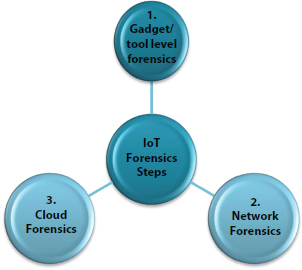 1.
Gadget/
tool level
forensics
IoT
Forensics
Steps
3.
Cloud
Forensics
2.
Network
Forensics